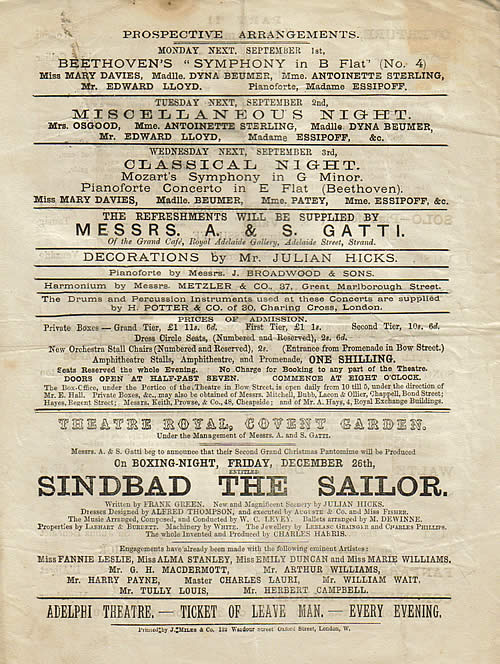 PROSPECTIVE ARRANGEMENTS.
MONDAY NEXT, SEPTEMBER 1st,
BEETHOVEN'S "SYMPHONY in B Flat" (No. 4)
Miss MARY DAVIES, Madlle. DYNA BEUMER, Mme. ANTOINETTE STERLING,
Mr. EDWARD LLOYD. Pianoforte, Madame ESSIPOFF.
TUESDAY NEXT, SEPTEMBER 2nd,
MISCELLANEOUS NIGHT.
Mrs. OSGOOD, Mme. ANTOINETTE STERLING, Madlle DYNA BEUMER,
Mr. EDWARD LLOYD, Madame ESSIPOFF, &c.
WEDNESDAY NEXT, SEPTEMBER 3rd,
CLASSICAL NIGHT.
Mozart's Symphony in G Minor.
Pianoforte Concerto in E Flat (Beethoven).
Miss MARY DAVIES, Madlle. BEUMER, Mme. PATEY, Mme. ESSIPOFF, &c.
THE REFRESHMENTS WILL BE SUPPLIED BY
MESSRS. A. & S. GATTI.
Of the Grand Café, Royal Adelaide Gallery, Adelaide Street, Strand.
DECORATIONS by Mr. JULIAN HICKS.
Pianoforte by Messrs. J. BROADWOOD & SONS.
Harmonium by Messrs. METZLER & CO., 37, Great Marlborough Street.
The Drums and Percussion Instruments used at these Concerts are supplied
by H. POTTER & CO. of 30, Charing Cross, London.
PRICES OF ADMISSION.
Private Boxes — Grand Tier, £1 11s. 6d. First Tier, £1 1s. Second Tier, 10s. 6d.
Dress Circle Seats, (Numbered and Reserved), 2s. 6d.
New Orchestra Stall Chairs (Numbered and Reserved), 2s. (Entrance from Promenade in Bow Street.)
Amphitheatre Stalls, Amphitheatre, and Promenade, ONE SHILLING.
Seats Reserved the whole Evening. No Charge for Booking to any part of the Theatre.
DOORS OPEN AT HALF-PAST SEVEN. COMMENCE AT EIGHT O'CLOCK.
The Box-Office, under the Portico of the Theatre in Bow Street, is open daily from 10 till 5, under the direction of
Mr. E. Hall. Private Boxes, &c., may also be obtained of Messrs. Mitchell, Bubb, Lacon & Ollier, Chappell, Bond Street;
Hayes, Regent Street; Messrs. Keith, Prowse, & Co., 48, Cheapside; and of Mr. A. Hays, 4, Royal Exchange Buildings.
THEATRE ROYAL, COVENT GARDEN.
Under the Management of Messrs. A. and S. GATTI.
Messrs. A. & S. Gatti beg to announce that their Second Grand Christmas Pantomime will be Produced
On BOXING-NIGHT, FRIDAY, DECEMBER 26th,
ENTITLED
SINDBAD THE SAILOR.
Written by FRANK GREEN. New and Magnificent Scenery by JULIAN HICKS.
Dresses Designed by ALFRED THOMPSON, and executed by AUGUSTE & Co. and MISS FISHER.
The Music Arranged, Composed, and Conducted by W. C. LEVEY. Ballets arranged by M. DEWINNE.
Properties by LABHART & BURDETT. Machinery by WHITE. The Jewellery by LEBLANC GRAINGER and CHARLES PHILLIPS.
The whole Invented and Produced by CHARLES HARRIS.
Engagements have already been made with the following eminent Artistes:
Miss FANNIE LESLIE, Miss ALMA STANLEY, Miss EMILY DUNCAN and Miss MARIE WILLIAMS,
Mr. G. H. MACDERMOTT, Mr. ARTHUR WILLIAMS,
Mr. HARRY PAYNE, Master CHARLES LAURI, Mr. WILLIAM WAIT,
Mr. TULLY LOUIS, Mr. HERBERT CAMPBELL.
ADELPHI THEATRE. — TICKET OF LEAVE MAN. — EVERY EVENING.
Printed by J. MILES & Co. 182 Wardour Street Oxford Street, London, W.